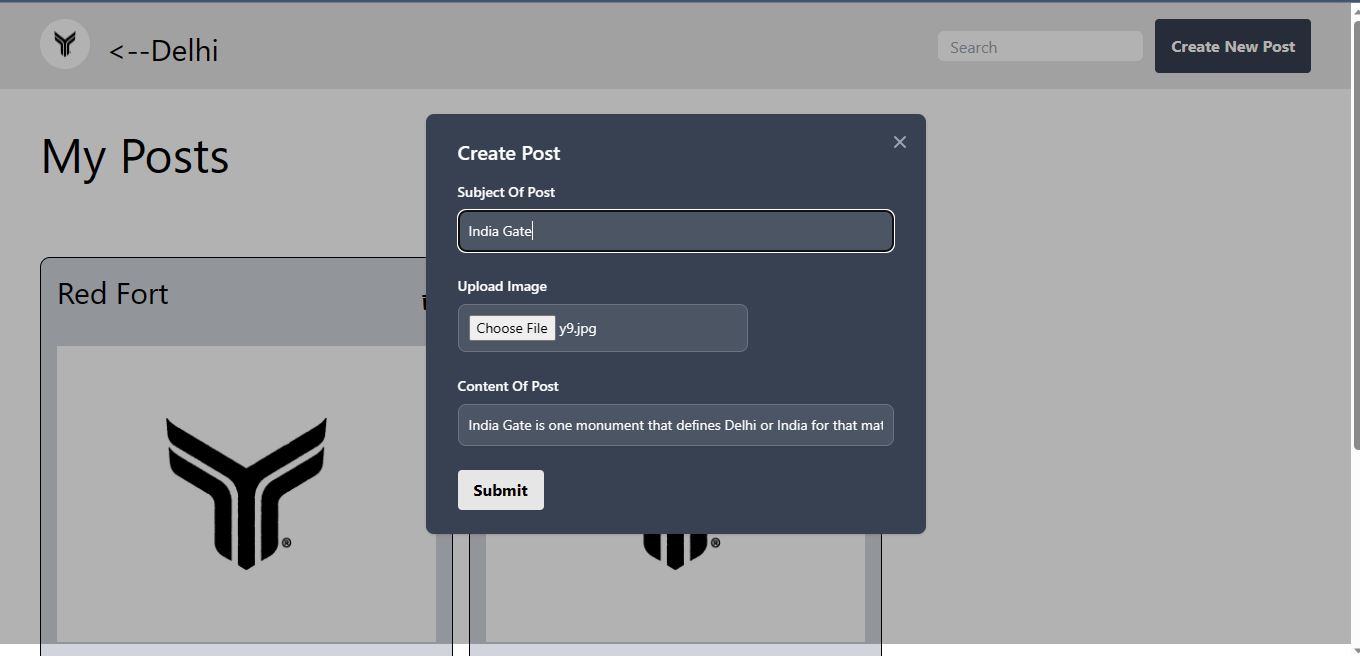 <--Delhi
Search
Create New Post
My Posts
Create Post
Subject Of Post
India Gate
Upload Image
Choose File y9.jpg
Content Of Post
India Gate is one monument that defines Delhi or India for that mat
Submit
Red Fort
®
®